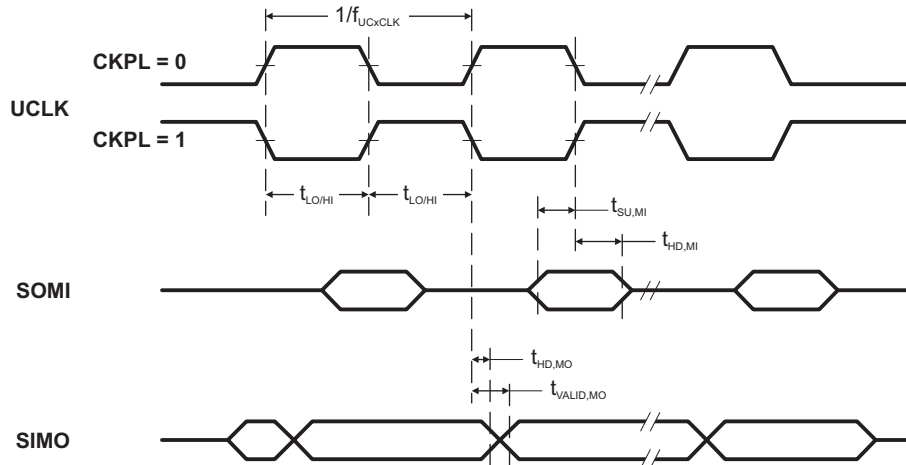 1/fUCxCLK
CKPL = 0
UCLK
CKPL = 1
tLO/HI tLO/HI
tSU,MI
tHD,MI
SOMI
tHD,MO
tVALID,MO
SIMO